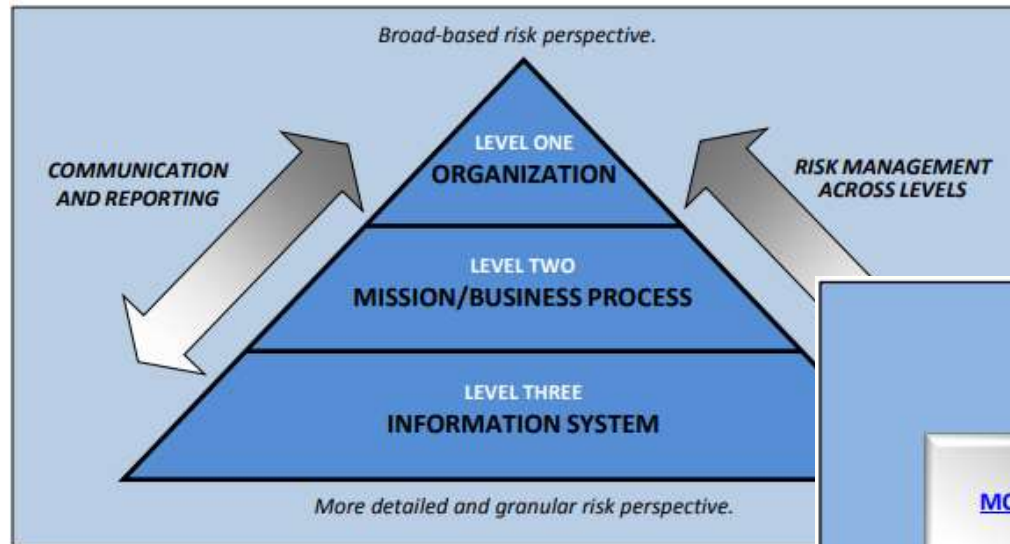 Broad-based risk perspective.
COMMUNICATION
AND REPORTING
LEVEL ONE
ORGANIZATION
RISK MANAGEMENT
ACROSS LEVELS
LEVEL TWO
MISSION/BUSINESS PROCESS
LEVEL THREE
INFORMATION SYSTEM
More detailed and granular risk perspective.